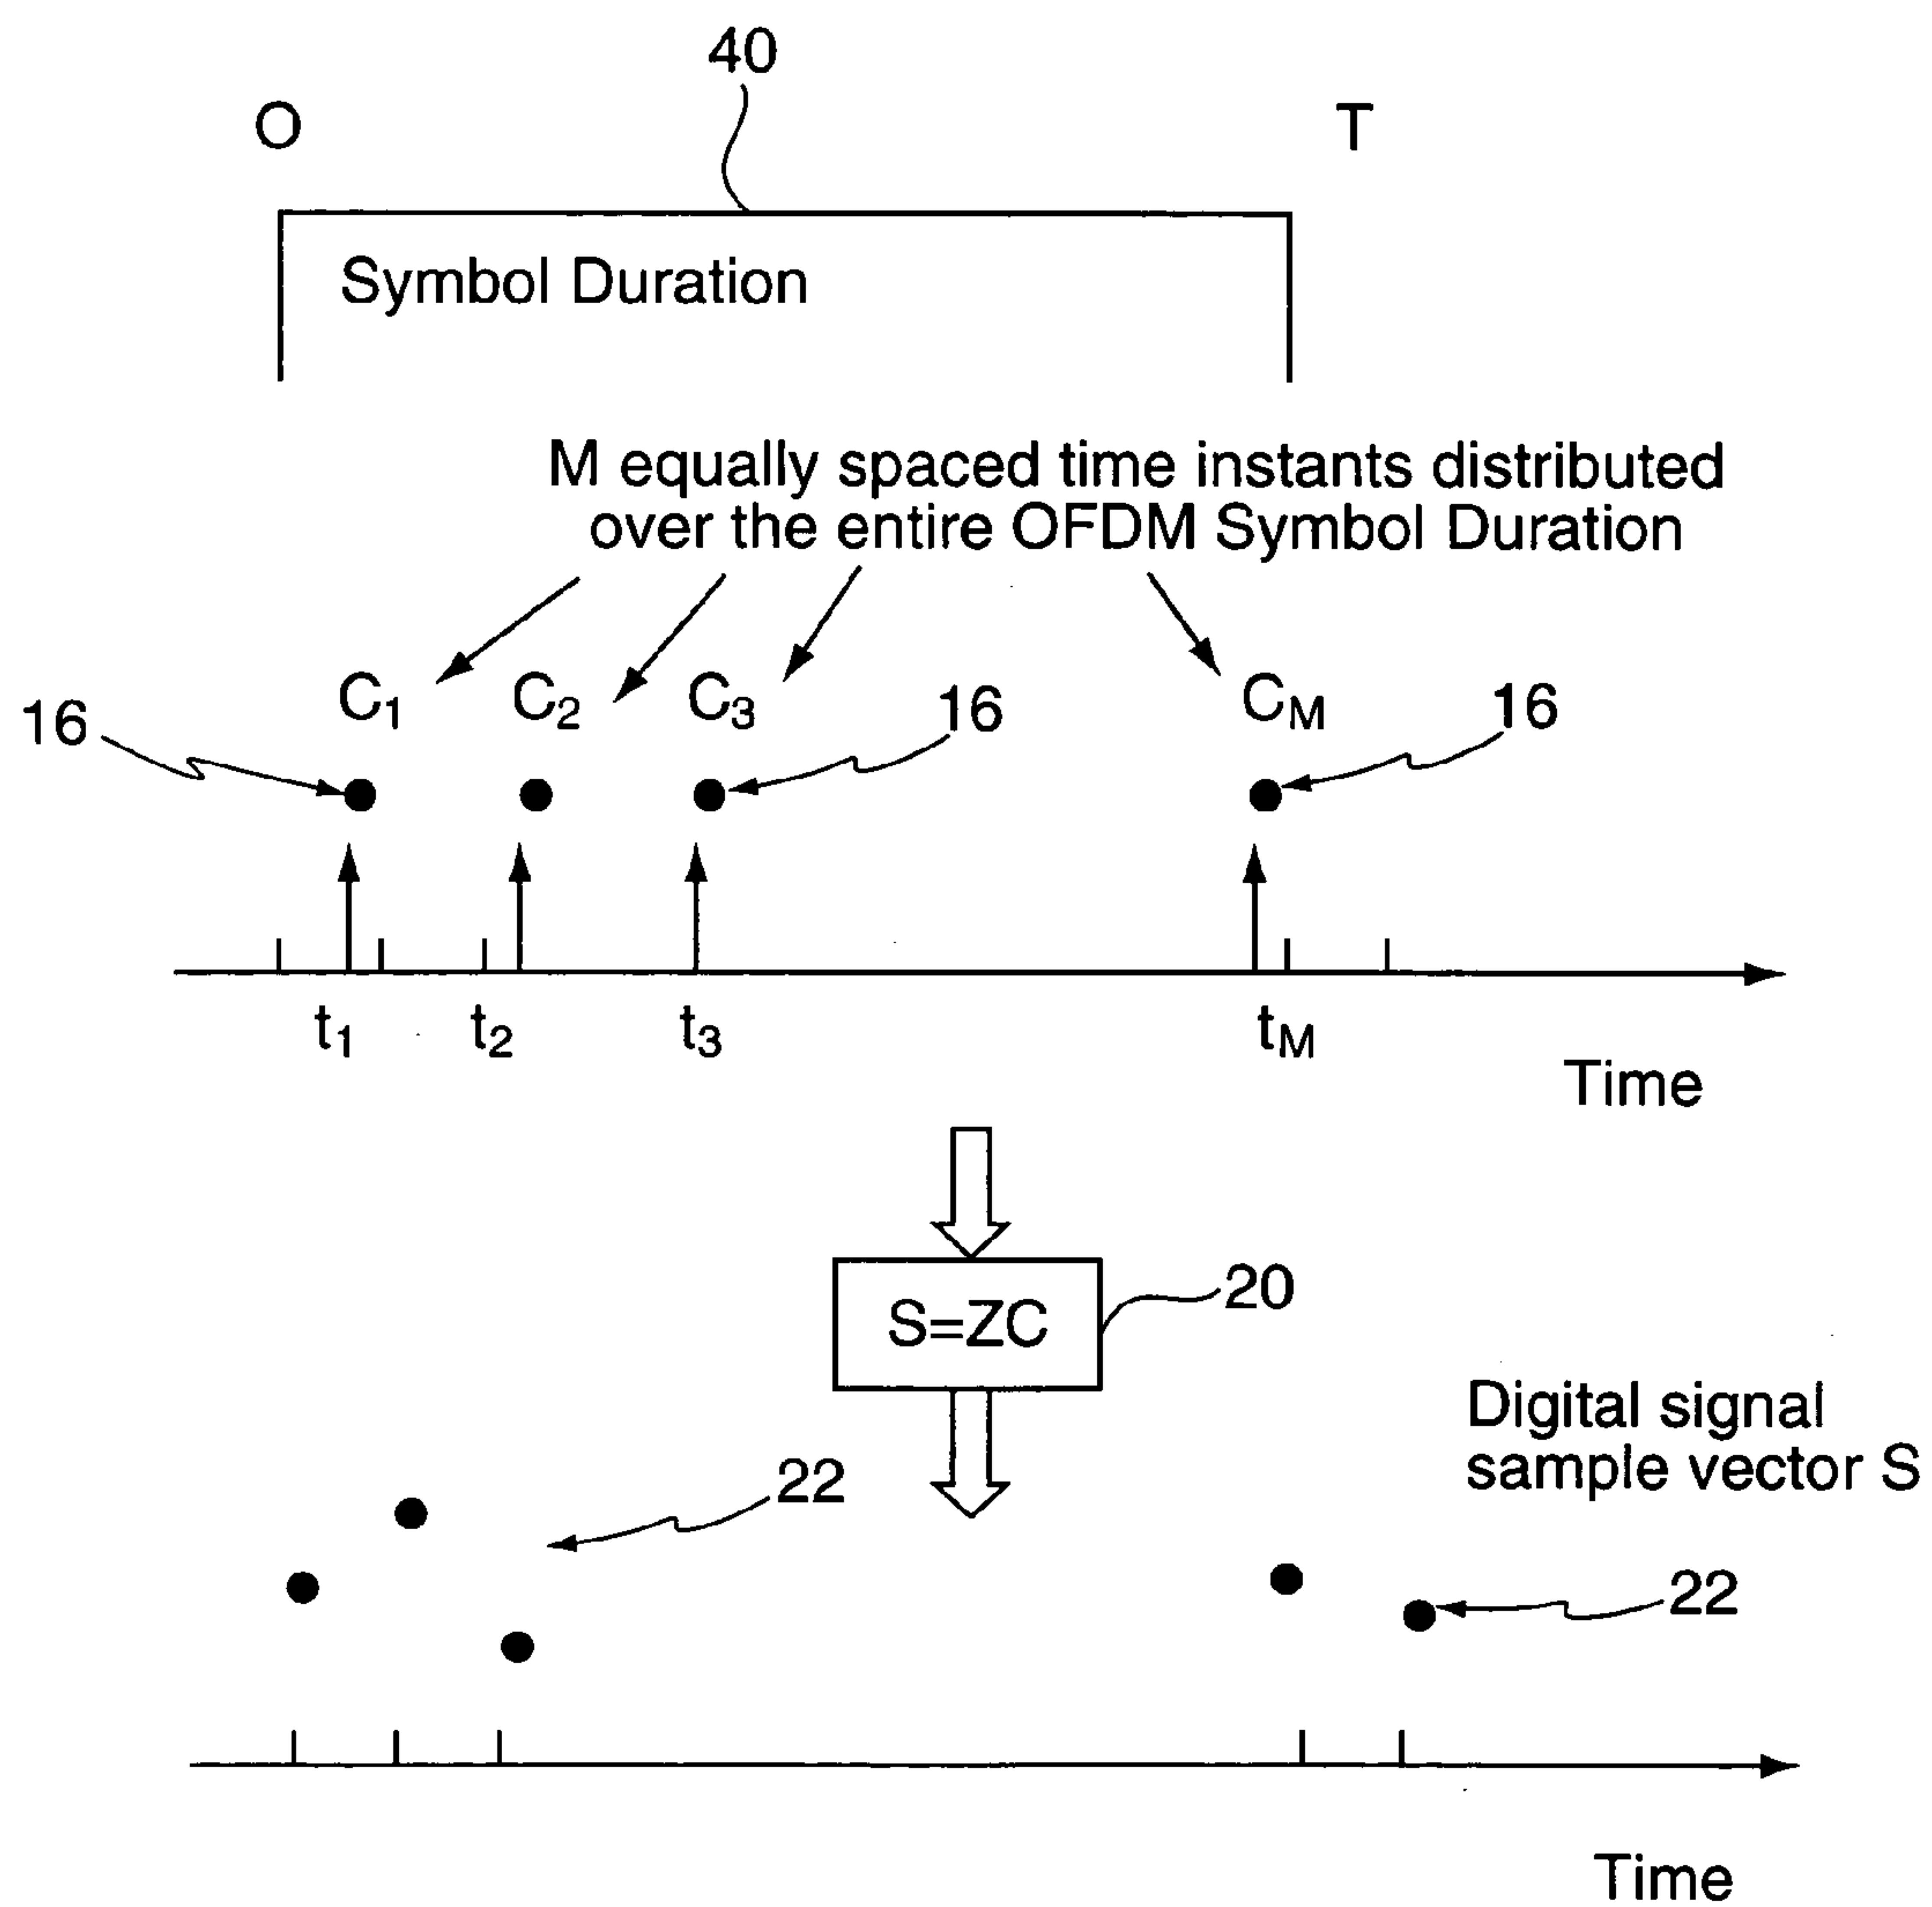 40
O T
Symbol Duration
M equally spaced time instants distributed
over the entire OFDM Symbol Duration
16 C1 C2 C3 16 CM 16
t1 t2 t3 tM
Time
S=ZC 20
Digital signal
sample vector S
22
22
Time